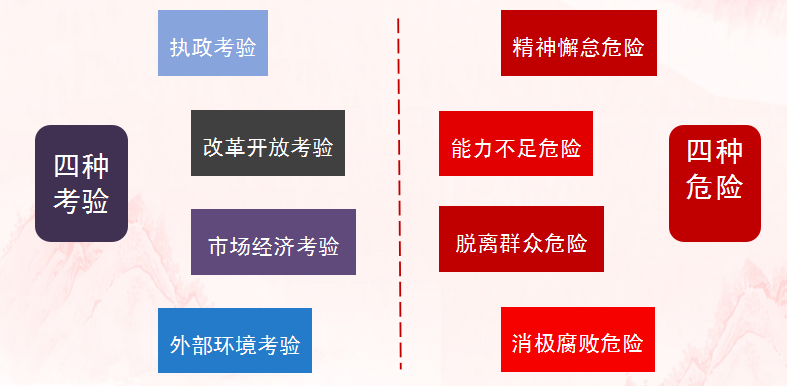 四种
考验
执政考验
改革开放考验
市场经济考验
外部环境考验
精神懈怠危险
能力不足危险
脱离群众危险
消极腐败危险
四种
危险